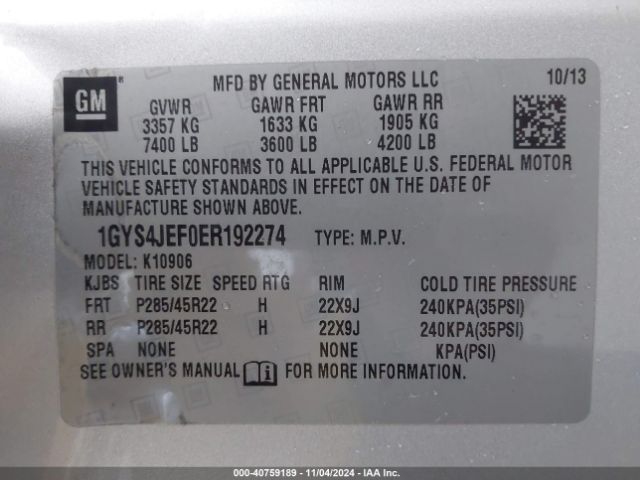 GM ® MFD BY GENERAL MOTORS LLC 10/13
GVWR GAWR FRT GAWR RR
3357 KG 1633 KG 1905 KG
7400 LB 3600 LB 4200 LB
THIS VEHICLE CONFORMS TO ALL APPLICABLE U.S. FEDERAL MOTOR
VEHICLE SAFETY STANDARDS IN EFFECT ON THE DATE OF
MANUFACTURE SHOWN ABOVE.
1GYS4JEF0ER192274 TYPE: M.P.V.
MODEL: K10906
KJBS TIRE SIZE SPEED RTG RIM COLD TIRE PRESSURE
FRT P285/45R22 H 22X9J 240KPA(35PSI)
RR P285/45R22 H 22X9J 240KPA(35PSI)
SPA NONE NONE KPA(PSI)
SEE OWNER'S MANUAL i FOR MORE INFORMATION
000-40759189 - 11/04/2024 - IAA Inc.